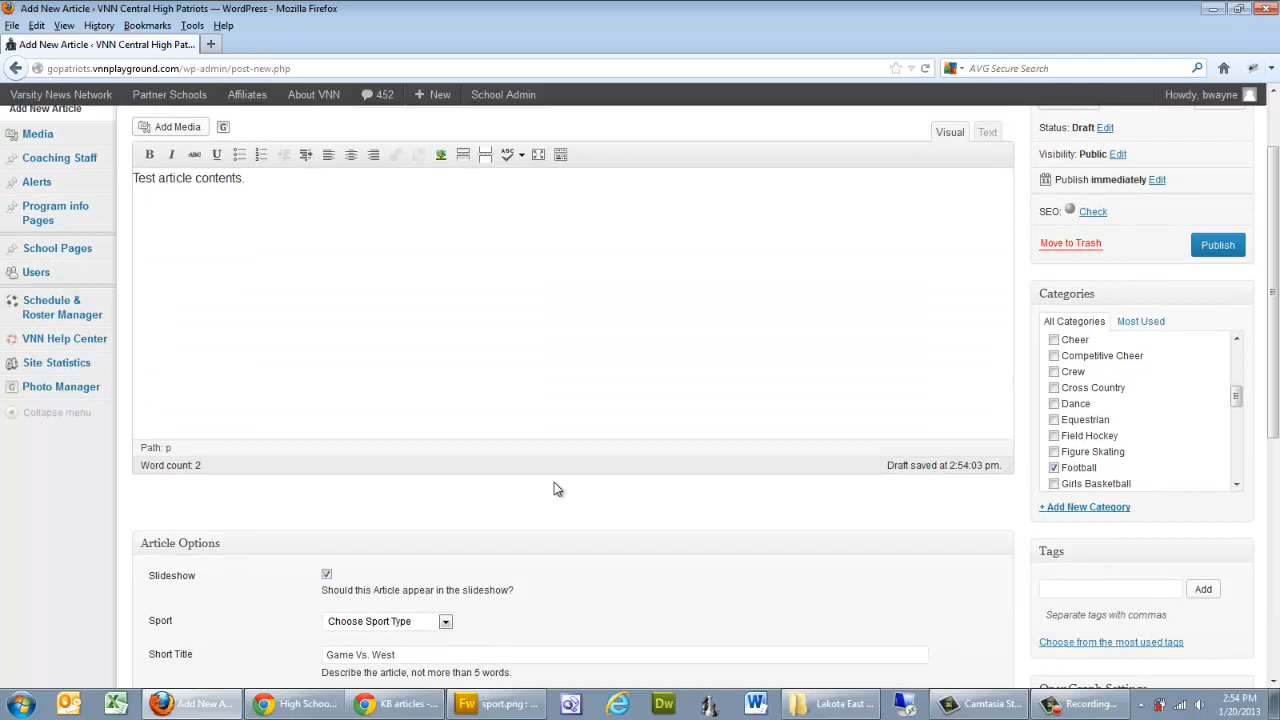 Add New Article ‹ VNN Central High Patriots — WordPress - Mozilla Firefox
File Edit View History Bookmarks Tools Help
Add New Article ‹ VNN Central High Pat...
gopatriots.vnnplayground.com/wp-admin/post-new.php
AVG Secure Search
Varsity News Network Partner Schools Affiliates About VNN 452 + New School Admin Howdy, bwayne
Add New Article
Media
Coaching Staff
Alerts
Program info
Pages
School Pages
Users
Schedule &
Roster Manager
VNN Help Center
Site Statistics
Photo Manager
Collapse menu
Add Media
Visual Text
B I ABC U ABC
Test article contents.
Path: p
Word count: 2
Draft saved at 2:54:03 pm.
Article Options
Slideshow
Should this Article appear in the slideshow?
Sport
Choose Sport Type
Short Title
Game Vs. West
Describe the article, not more than 5 words.
Status: Draft Edit
Visibility: Public Edit
Publish immediately Edit
SEO: Check
Move to Trash
Publish
Categories
All Categories Most Used
Cheer
Competitive Cheer
Crew
Cross Country
Dance
Equestrian
Field Hockey
Figure Skating
Football
Girls Basketball
+ Add New Category
Tags
Add
Separate tags with commas
Choose from the most used tags
OpenGraph Settings
Add New A...
High Schoo...
KB articles -...
Fw sport.png : ...
Dw
Lakota East ...
Camtasia St...
Recording...
2:54 PM
1/20/2013